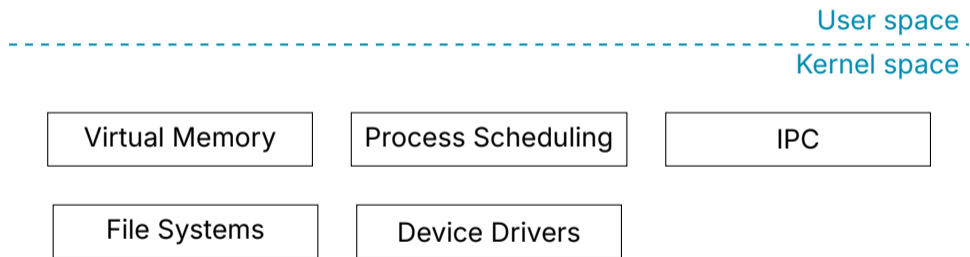 User space
Kernel space
Virtual Memory
Process Scheduling
IPC
File Systems
Device Drivers